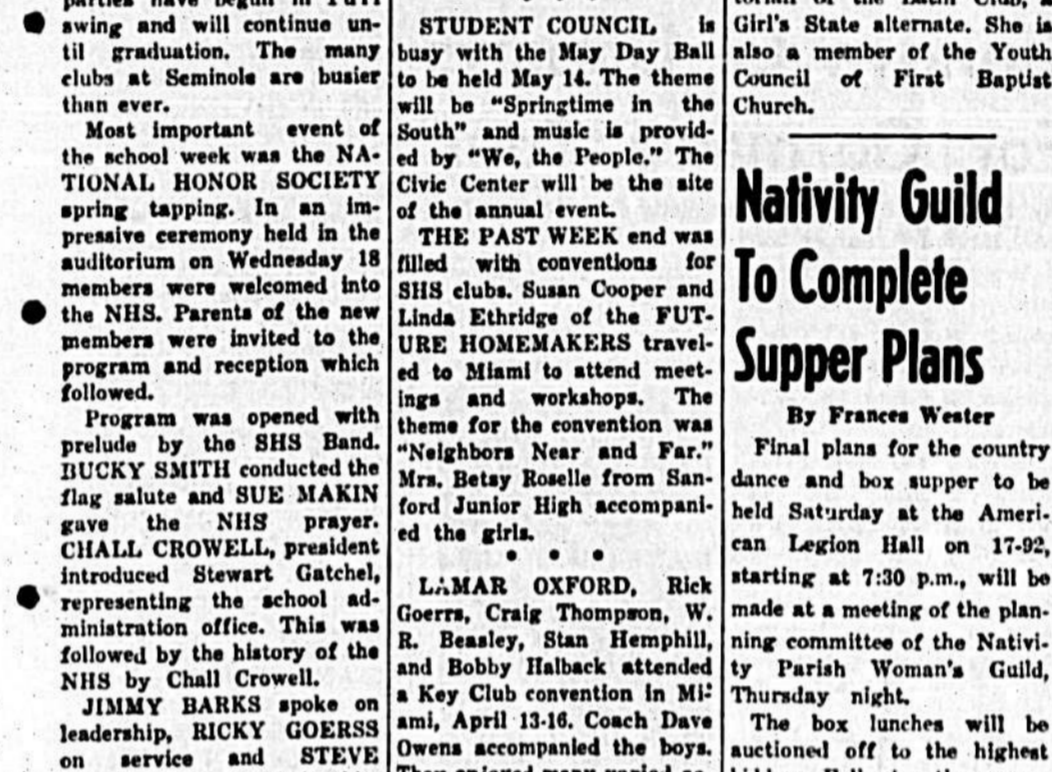 swing and will continue un-
til graduation. The many
clubs at Seminole are busier
than ever.
Most important event of
the school week was the NA-
TIONAL HONOR SOCIETY
spring tapping. In an im-
pressive ceremony held in the
auditorium on Wednesday 18
members were welcomed into
the NHS. Parents of the new
members were invited to the
program and reception which
followed.
Program was opened with
prelude by the SHS Band.
BUCKY SMITH conducted the
flag salute and SUE MAKIN
gave the NHS prayer.
CHALL CROWELL, president
introduced Stewart Gatchel,
representing the school ad-
ministration office. This was
followed by the history of the
NHS by Chall Crowell.
JIMMY BARKS spoke on
leadership, RICKY GOERSS
on service and STEVE
STUDENT COUNCIL is
busy with the May Day Ball
to be held May 14. The theme
will be "Springtime in the
South" and music is provid-
ed by "We, the People." The
Civic Center will be the site
of the annual event.
THE PAST WEEK end was
filled with conventions for
SHS clubs. Susan Cooper and
Linda Ethridge of the FUT-
URE HOMEMAKERS travel-
ed to Miami to attend meet-
ings and workshops. The
theme for the convention was
"Neighbors Near and Far."
Mrs. Betsy Roselle from San-
ford Junior High accompani-
ed the girls.
• • •
LAMAR OXFORD, Rick
Goerss, Craig Thompson, W.
R. Beasley, Stan Hemphill,
and Bobby Halback attended
a Key Club convention in Mi-
ami, April 13-16. Coach Dave
Owens accompanied the boys.
Girl's State alternate. She is
also a member of the Youth
Council of First Baptist
Church.
Nativity Guild
To Complete
Supper Plans
By Frances Wester
Final plans for the country
dance and box supper to be
held Saturday at the Ameri-
can Legion Hall on 17-92,
starting at 7:30 p.m., will be
made at a meeting of the plan-
ning committee of the Nativi-
ty Parish Woman's Guild,
Thursday night.
The box lunches will be
auctioned off to the highest